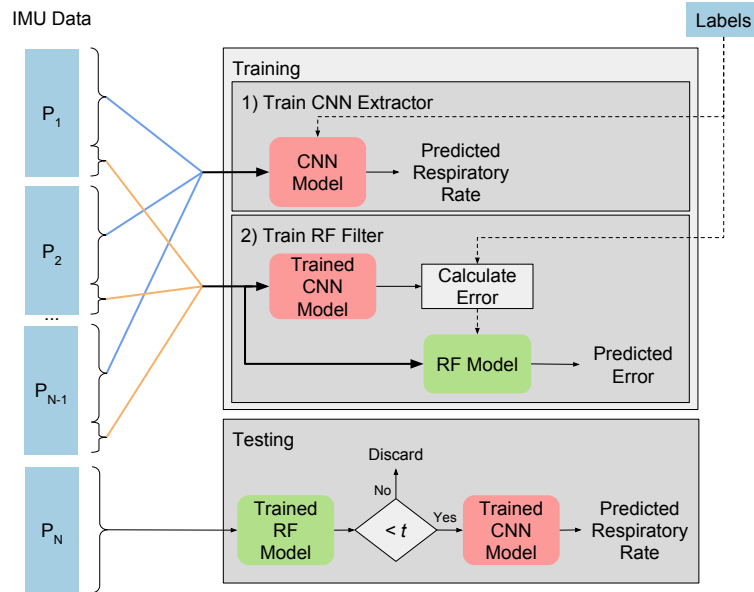 IMU Data
Labels
P1
P2
...
PN-1
PN
Training
1) Train CNN Extractor
CNN
Model
Predicted
Respiratory
Rate
2) Train RF Filter
Trained
CNN
Model
Calculate
Error
RF Model
Predicted
Error
Testing
Discard
No
Trained
RF
Model
< t
Yes
Trained
CNN
Model
Predicted
Respiratory
Rate